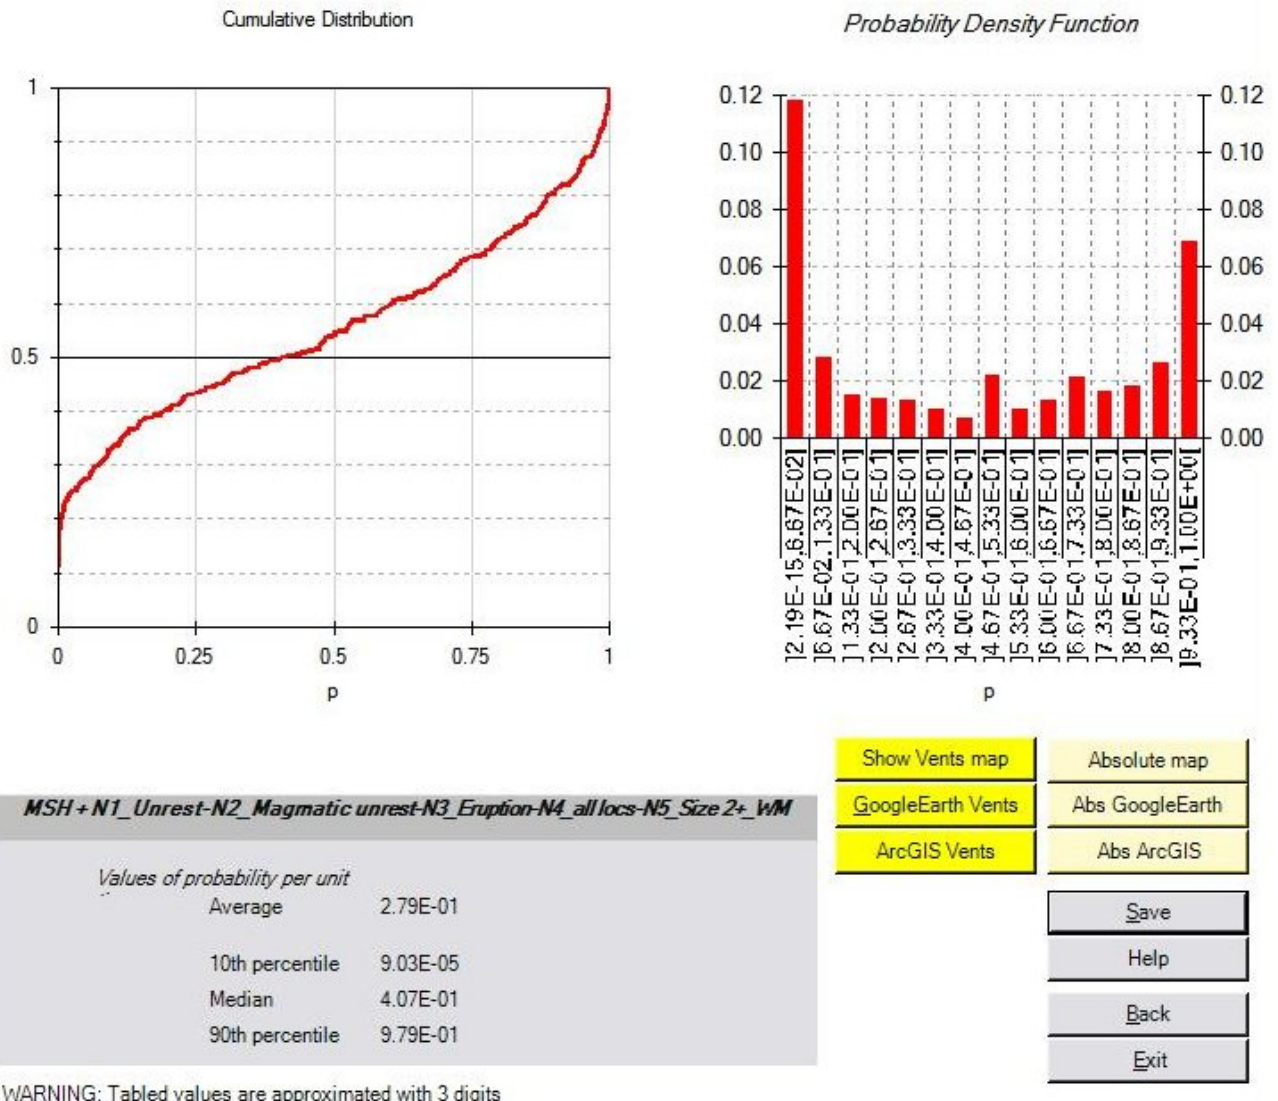 Cumulative Distribution
1
0.5
0
0
0.25
0.5
0.75
1
p
Probability Density Function
0.12
0.10
0.08
0.06
0.04
0.02
0.00
0.12
0.10
0.08
0.06
0.04
0.02
0.00
]2.19E-15,6.67E-02]
]6.67E-02,1.33E-01]
]1.33E-01,2.00E-01]
]2.00E-01,2.67E-01]
]2.67E-01,3.33E-01]
]3.33E-01,4.00E-01]
]4.00E-01,4.67E-01]
]4.67E-01,5.33E-01]
]5.33E-01,6.00E-01]
]6.00E-01,6.67E-01]
]6.67E-01,7.33E-01]
]7.33E-01,8.00E-01]
]8.00E-01,8.67E-01]
]8.67E-01,9.33E-01]
]9.33E-01,1.00E+00[
p
Show Vents map
Absolute map
GoogleEarth Vents
Abs GoogleEarth
ArcGIS Vents
Abs ArcGIS
Save
Help
Back
Exit
MSH + N1_Unrest-N2_Magmatic unrest-N3_Eruption-N4_all locs-N5_Size 2+_WM
Values of probability per unit
Average 2.79E-01
10th percentile 9.03E-05
Median 4.07E-01
90th percentile 9.79E-01
WARNING: Tabled values are approximated with 3 digits